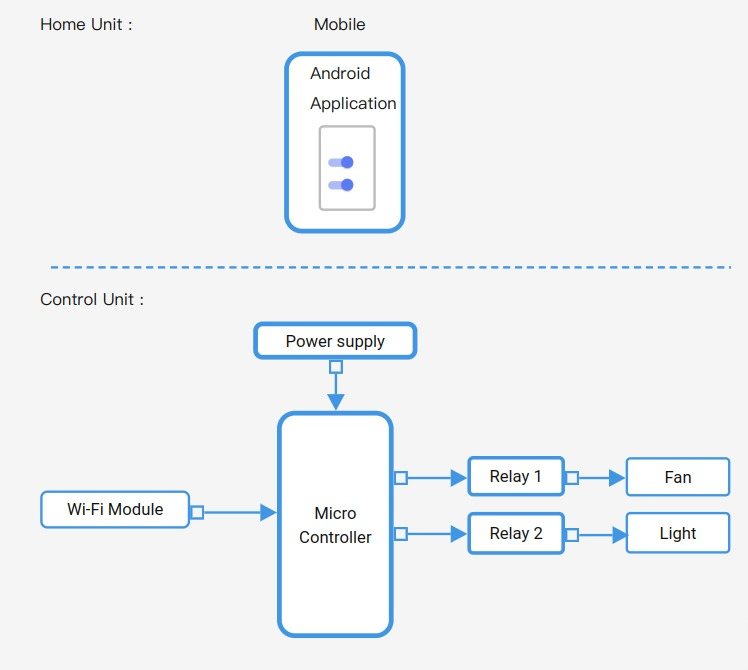 Home Unit :
Mobile
Android
Application
Control Unit :
Power supply
Wi-Fi Module
Micro
Controller
Relay 1
Fan
Relay 2
Light